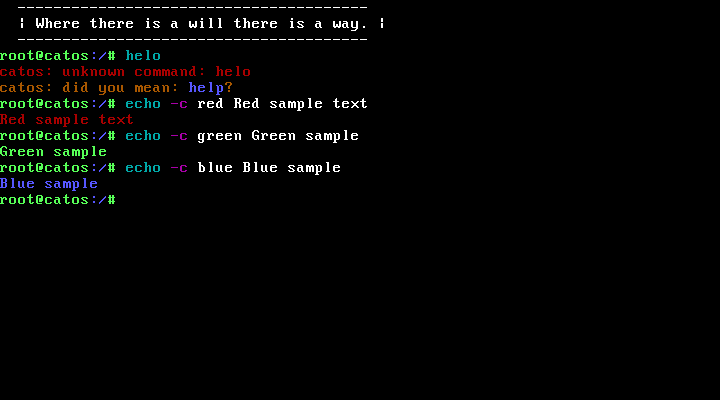 ---------------------------------------
| Where there is a will there is a way. |
---------------------------------------
root@catos:/# helo
catos: unknown command: helo
catos: did you mean: help?
root@catos:/# echo -c red Red sample text
Red sample text
root@catos:/# echo -c green Green sample
Green sample
root@catos:/# echo -c blue Blue sample
Blue sample
root@catos:/#